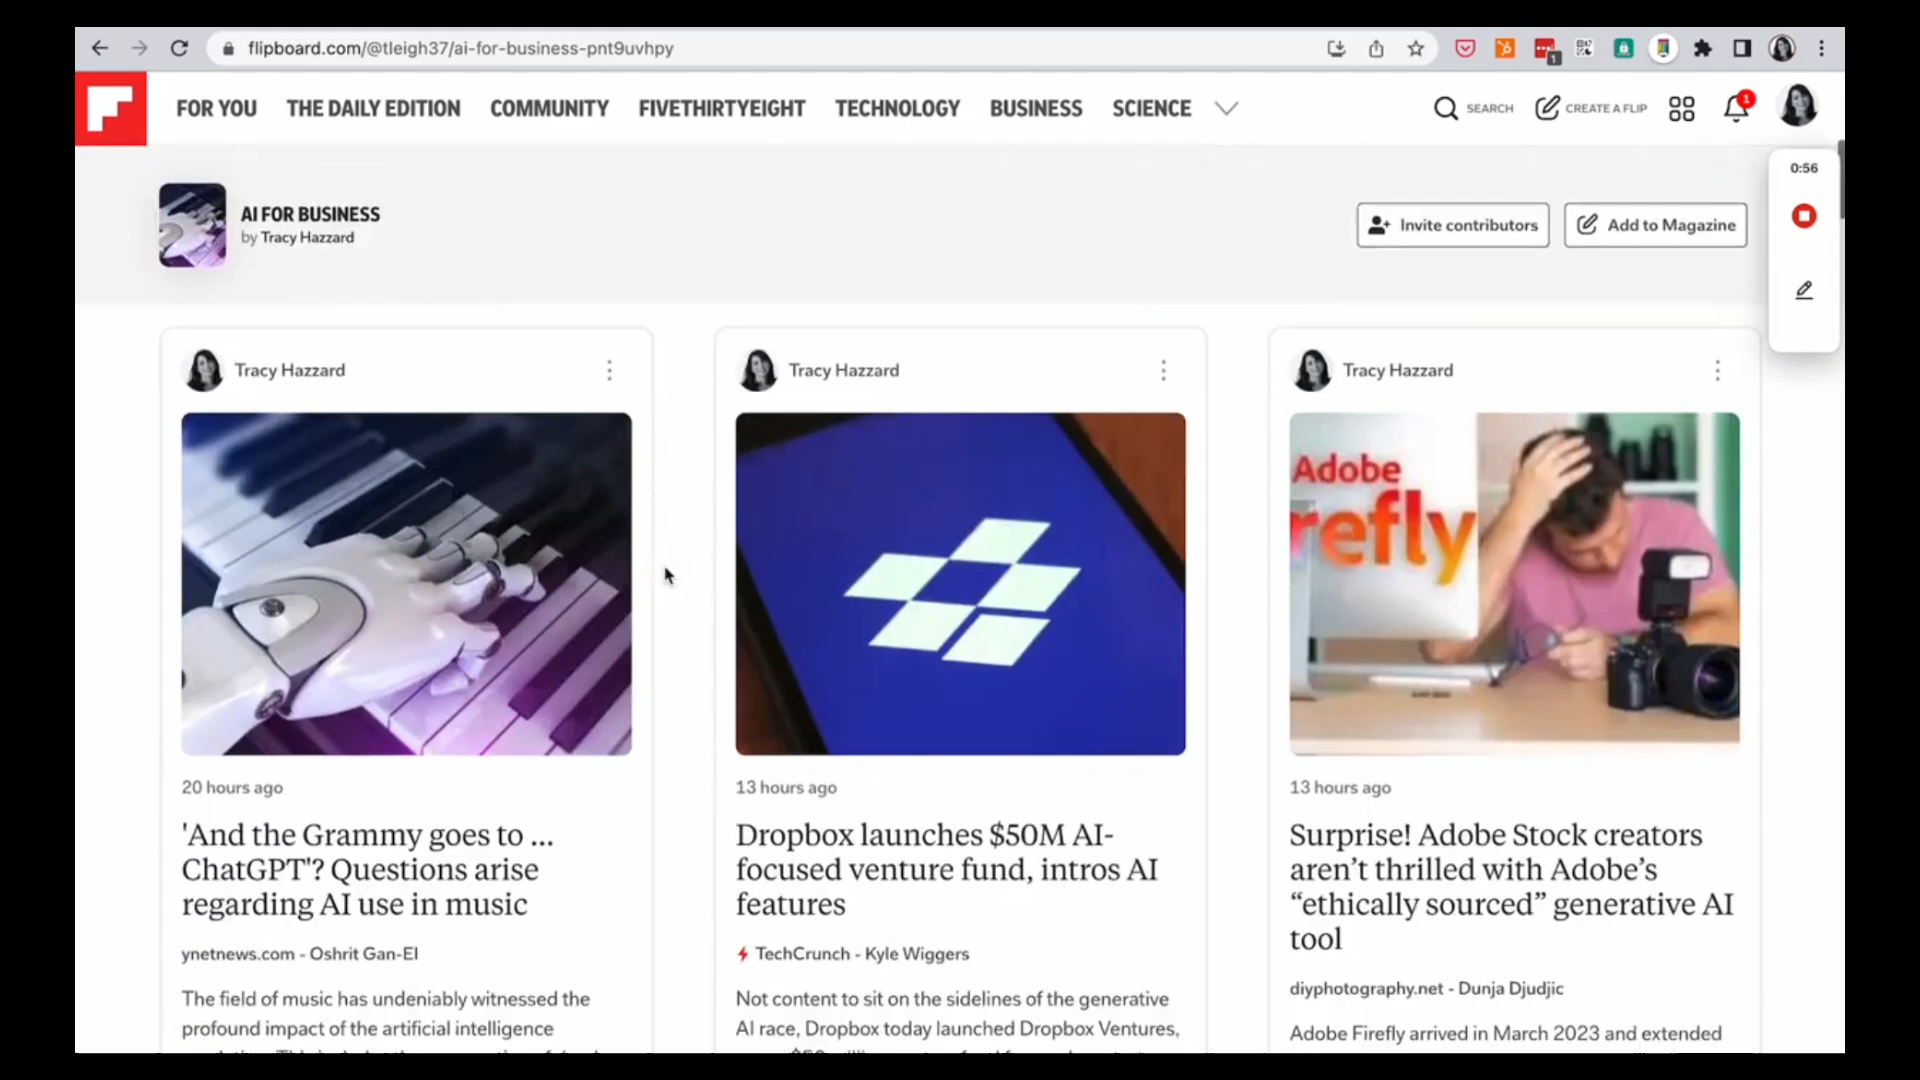 flipboard.com/@tleigh37/ai-for-business-pnt9uvhpy
1
FOR YOU THE DAILY EDITION COMMUNITY FIVETHIRTYEIGHT TECHNOLOGY BUSINESS SCIENCE SEARCH CREATE A FLIP 1
0:56
AI FOR BUSINESS
by Tracy Hazzard
Invite contributors Add to Magazine
Tracy Hazzard
20 hours ago
'And the Grammy goes to ...
ChatGPT'? Questions arise
regarding AI use in music
ynetnews.com - Oshrit Gan-El
The field of music has undeniably witnessed the
profound impact of the artificial intelligence
Tracy Hazzard
13 hours ago
Dropbox launches $50M AI-
focused venture fund, intros AI
features
TechCrunch - Kyle Wiggers
Not content to sit on the sidelines of the generative
AI race, Dropbox today launched Dropbox Ventures,
Tracy Hazzard
Adobe
refly
13 hours ago
Surprise! Adobe Stock creators
aren’t thrilled with Adobe’s
“ethically sourced” generative AI
tool
diyphotography.net - Dunja Djudjic
Adobe Firefly arrived in March 2023 and extended